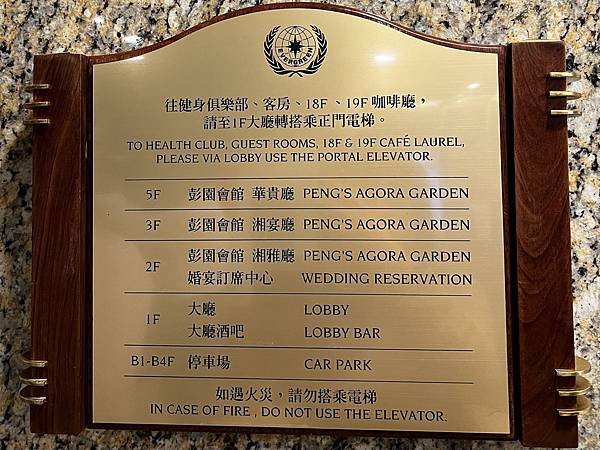 EVERGREEN
往健身俱樂部、客房、18F、19F咖啡廳，
請至1F大廳轉搭乘正門電梯。
TO HEALTH CLUB, GUEST ROOMS, 18F & 19F CAFÉ LAUREL,
PLEASE VIA LOBBY USE THE PORTAL ELEVATOR.
5F 彭園會館 華貴廳 PENG'S AGORA GARDEN
3F 彭園會館 湘宴廳 PENG'S AGORA GARDEN
2F 彭園會館 湘雅廳 PENG'S AGORA GARDEN
婚宴訂席中心 WEDDING RESERVATION
1F 大廳 LOBBY
大廳酒吧 LOBBY BAR
B1-B4F 停車場 CAR PARK
如遇火災，請勿搭乘電梯
IN CASE OF FIRE , DO NOT USE THE ELEVATOR.